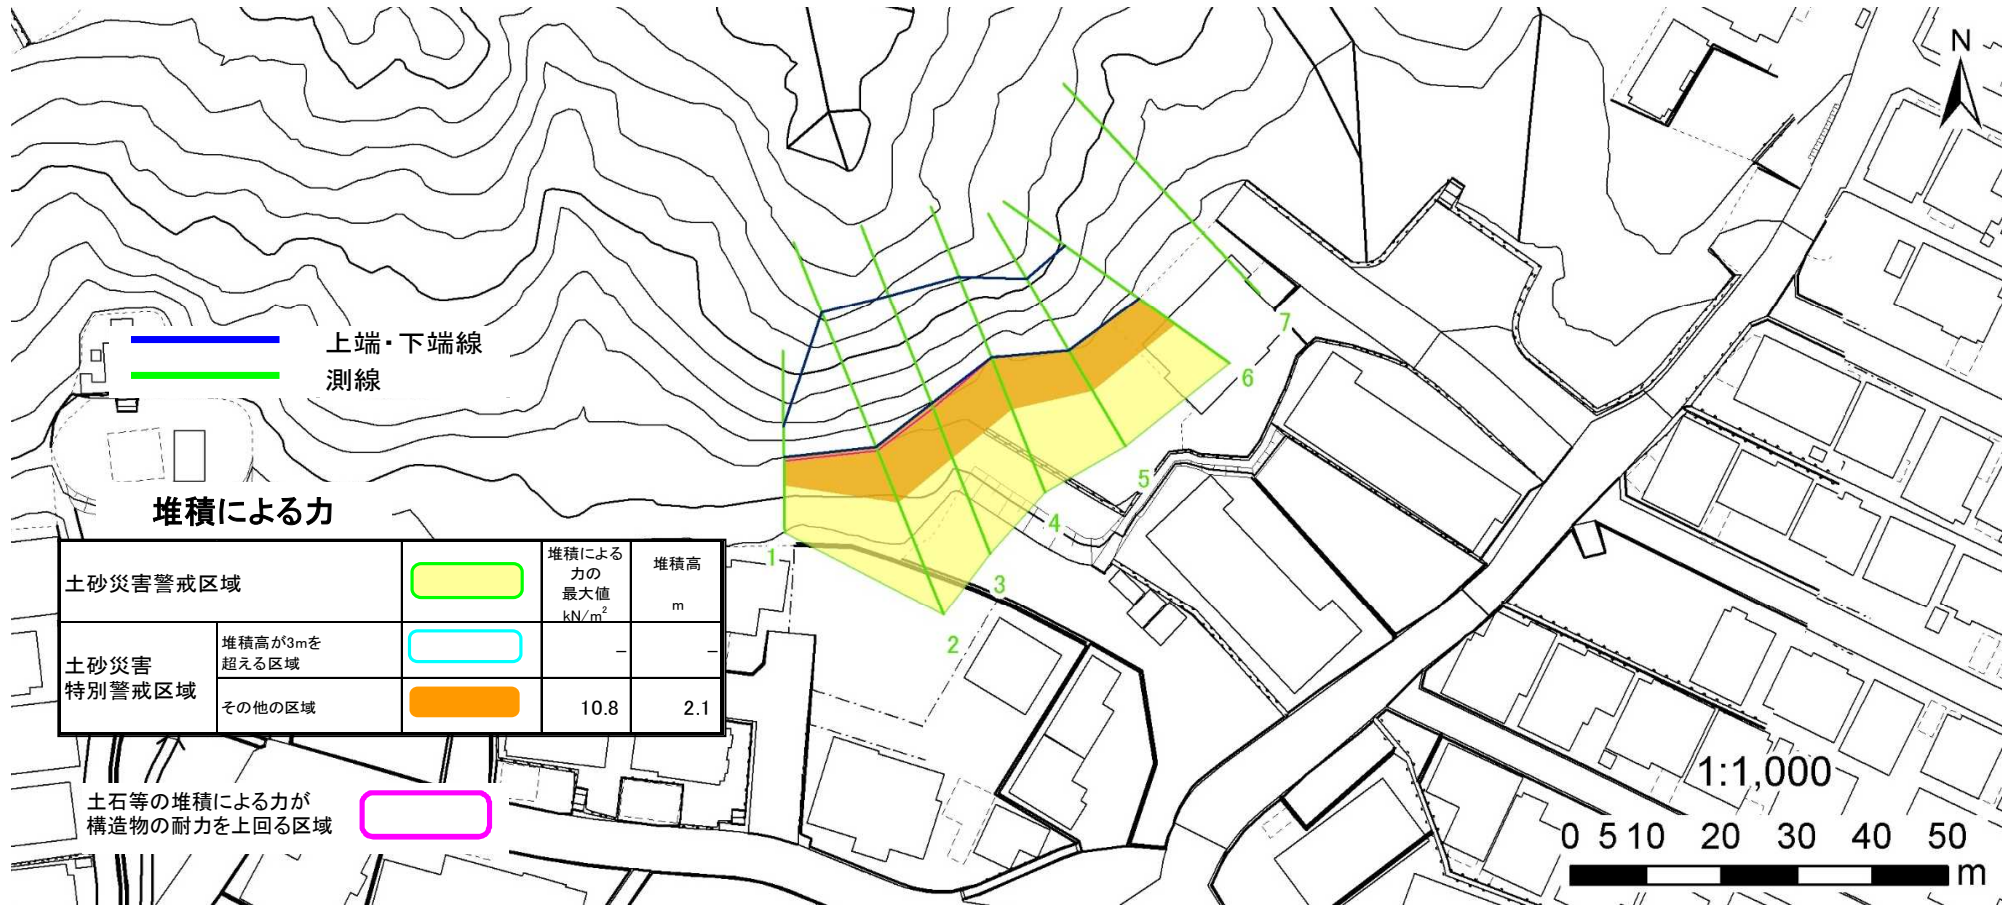 N
上端・下端線
測線
7
6
5
4
3
1
2
堆積による力
土砂災害警戒区域
堆積による
力の
最大値
kN/m²
堆積高
m
土砂災害
特別警戒区域
堆積高が3mを
超える区域
－
－
その他の区域
10.8
2.1
土石等の堆積による力が
構造物の耐力を上回る区域
1:1,000
0 5 10 20 30 40 50
m